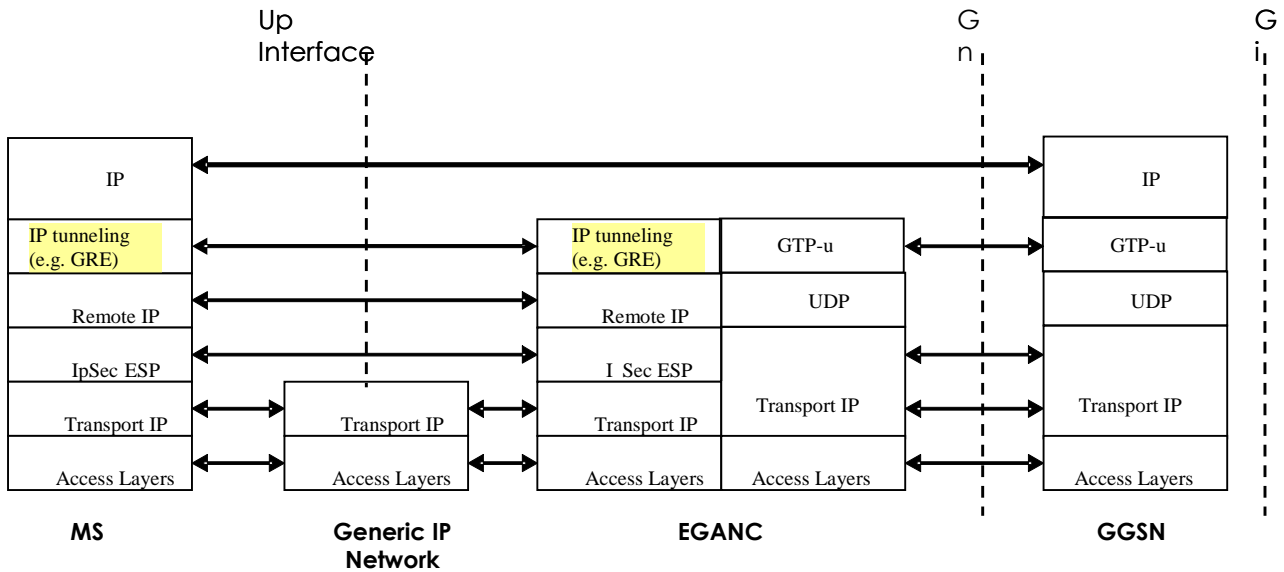 Up
Interface
G
n
G
i
IP
IP
IP tunneling
(e.g. GRE)
IP tunneling
(e.g. GRE)
GTP-u
GTP-u
Remote IP
Remote IP
UDP
UDP
IpSec ESP
I Sec ESP
Transport IP
Transport IP
Transport IP
Transport IP
Transport IP
Access Layers
Access Layers
Access Layers
Access Layers
Access Layers
MS
Generic IP
Network
EGANC
GGSN